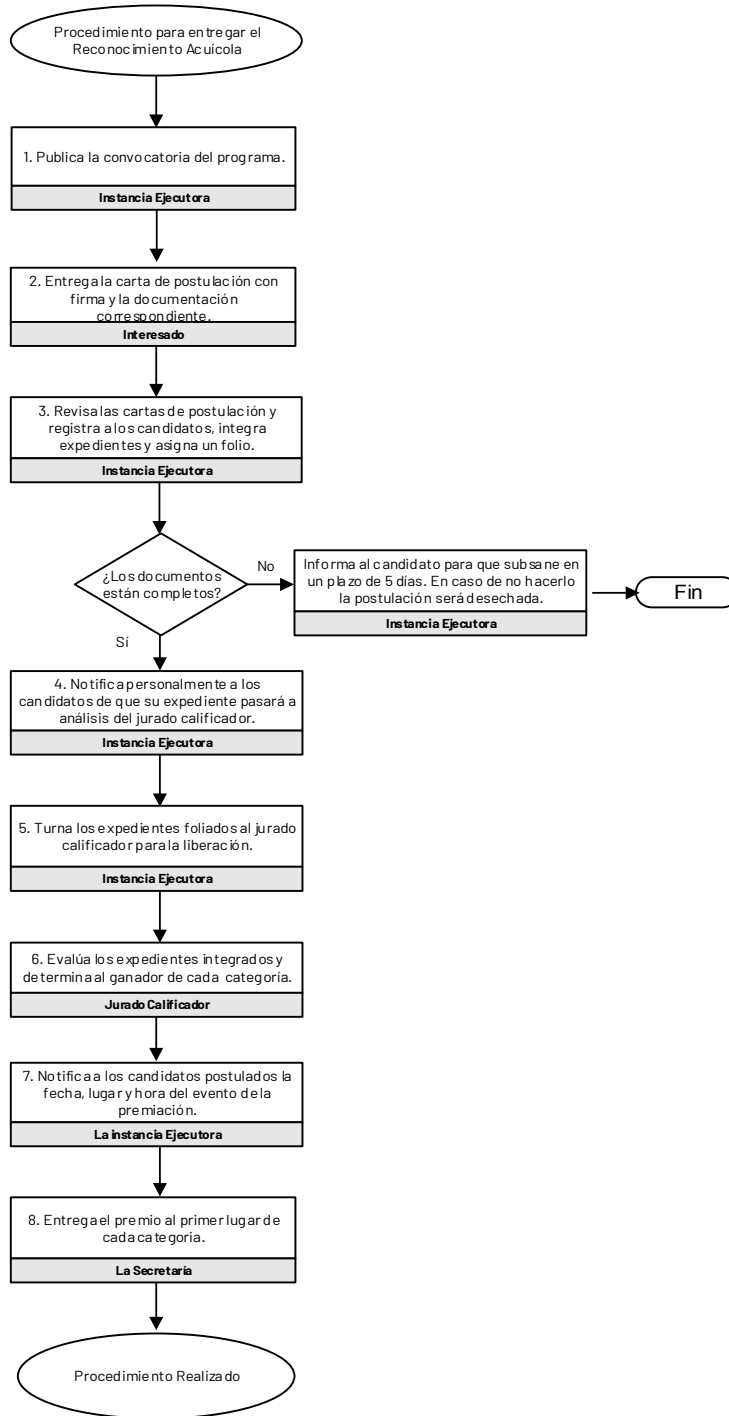 Procedimiento para entregar el
Reconocimiento Acuícola
1. Publica la convocatoria del programa.
Instancia Ejecutora
2. Entrega la carta de postulación con
firma y la documentación
correspondiente.
Interesado
3. Revisa las cartas de postulación y
registra a los candidatos, integra
expedientes y asigna un folio.
Instancia Ejecutora
¿Los documentos
están completos?
No
Informa al candidato para que subsane en
un plazo de 5 días. En caso de no hacerlo
la postulación será desechada.
Instancia Ejecutora
Fin
Sí
4. Notifica personalmente a los
candidatos de que su expediente pasará a
análisis del jurado calificador.
Instancia Ejecutora
5. Turna los expedientes foliados al jurado
calificador para la liberación.
Instancia Ejecutora
6. Evalúa los expedientes integrados y
determina al ganador de cada categoría.
Jurado Calificador
7. Notifica a los candidatos postulados la
fecha, lugar y hora del evento de la
premiación.
La instancia Ejecutora
8. Entrega el premio al primer lugar de
cada categoria.
La Secretaría
Procedimiento Realizado